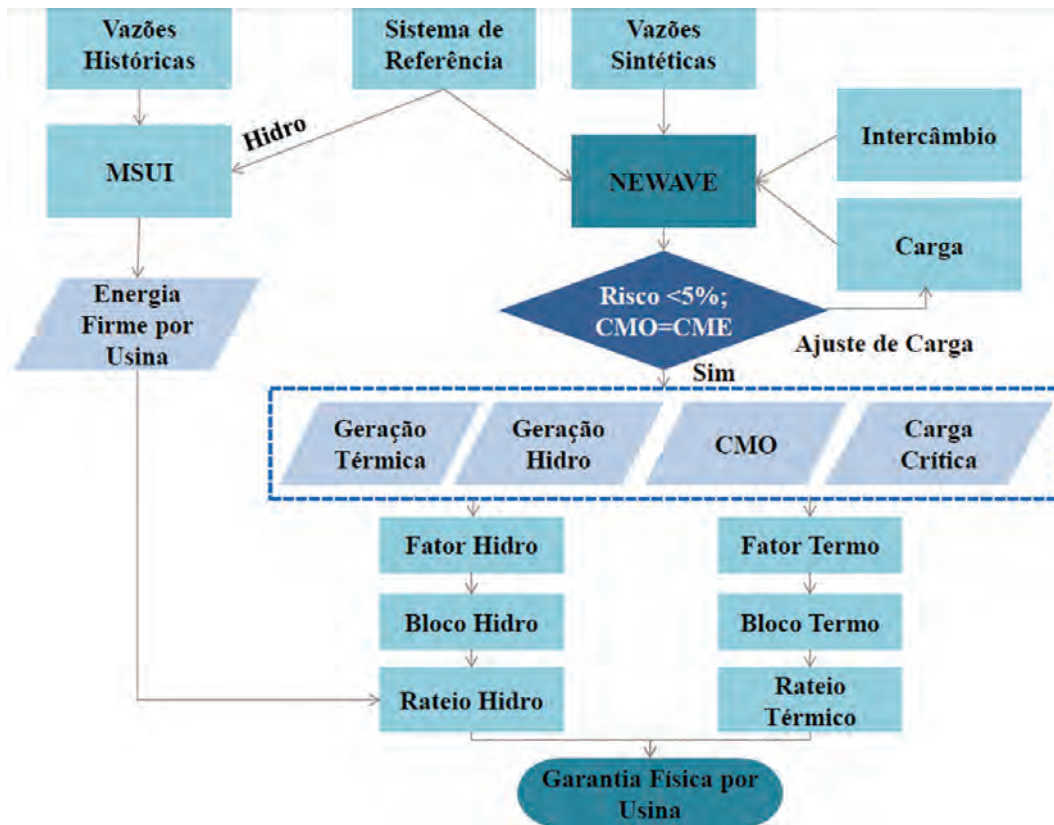 Vazões
Históricas
Sistema de
Referência
Vazões
Sintéticas
Hidro
MSUI
NEWAVE
Intercâmbio
Carga
Energia
Firme por
Usina
Risco <5%;
CMO=CME
Ajuste de Carga
Sim
Geração
Térmica
Geração
Hidro
CMO
Carga
Crítica
Fator Hidro
Fator Termo
Bloco Hidro
Bloco Termo
Rateio Hidro
Rateio
Térmico
Garantia Física por
Usina